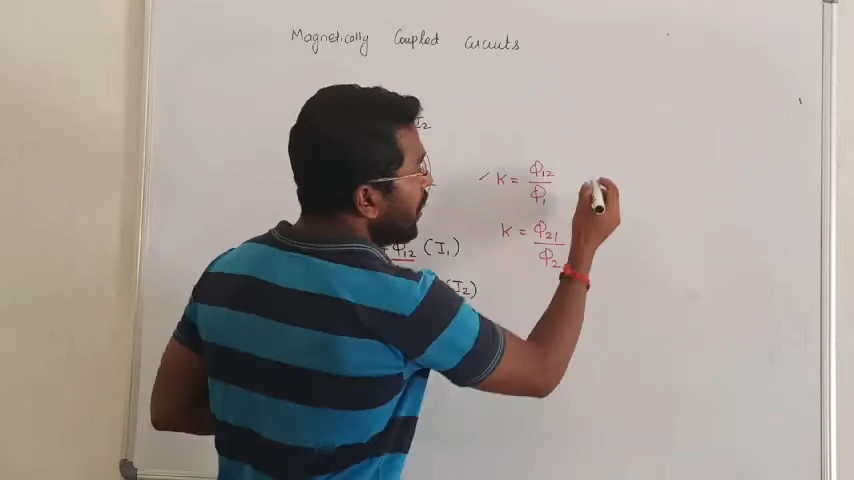 Magnetically Coupled Circuits
I2
✓ K = Φ12 / Φ1
Φ12 (I1)
K = Φ21 / Φ2
(I2)